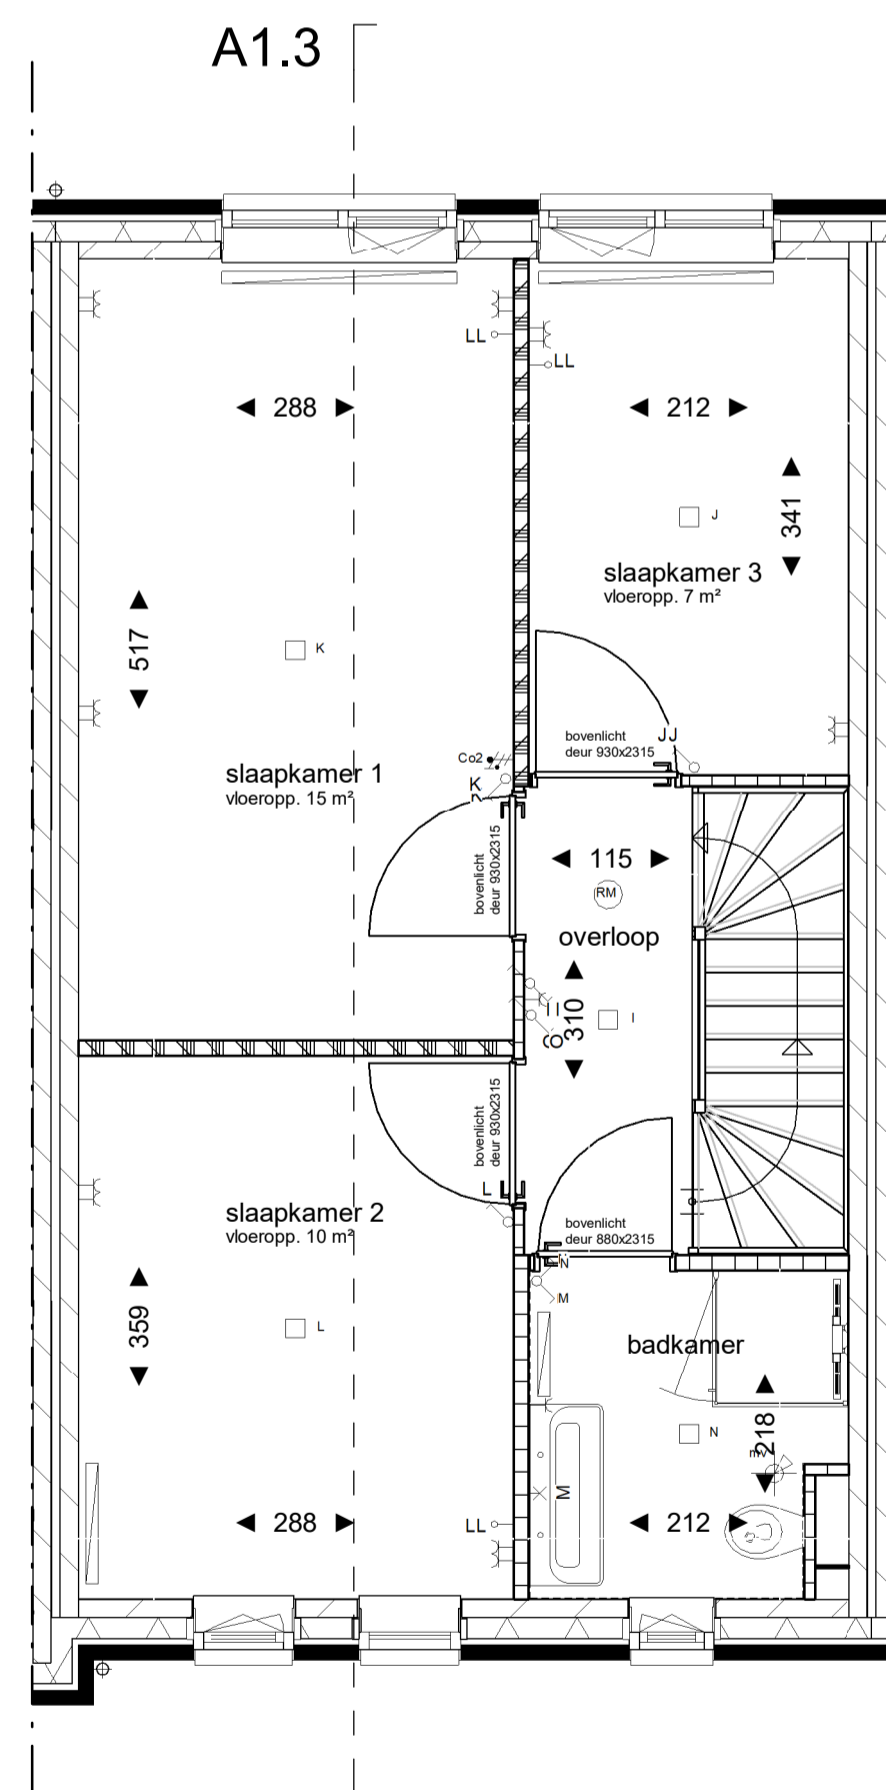 A1.3
LL
LL
288
212
341
J
slaapkamer 3
vloeropp. 7 m²
517
K
bovenlicht
deur 930x2315
JJ
Co2
K
slaapkamer 1
vloeropp. 15 m²
bovenlicht
deur 930x2315
115
RM
overloop
310
I
bovenlicht
deur 930x2315
L
slaapkamer 2
vloeropp. 10 m²
bovenlicht
deur 880x2315
N
M
359
L
badkamer
N
218
mv
M
LL
288
212